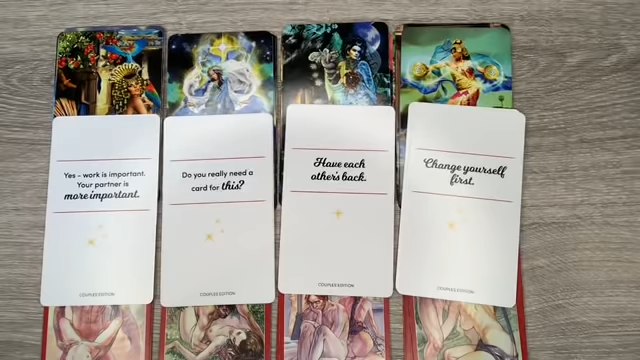 Yes – work is important.
Your partner is
more important.
COUPLES EDITION
Do you really need a
card for this?
COUPLES EDITION
Have each
other's back.
COUPLES EDITION
Change yourself
first.
COUPLES EDITION